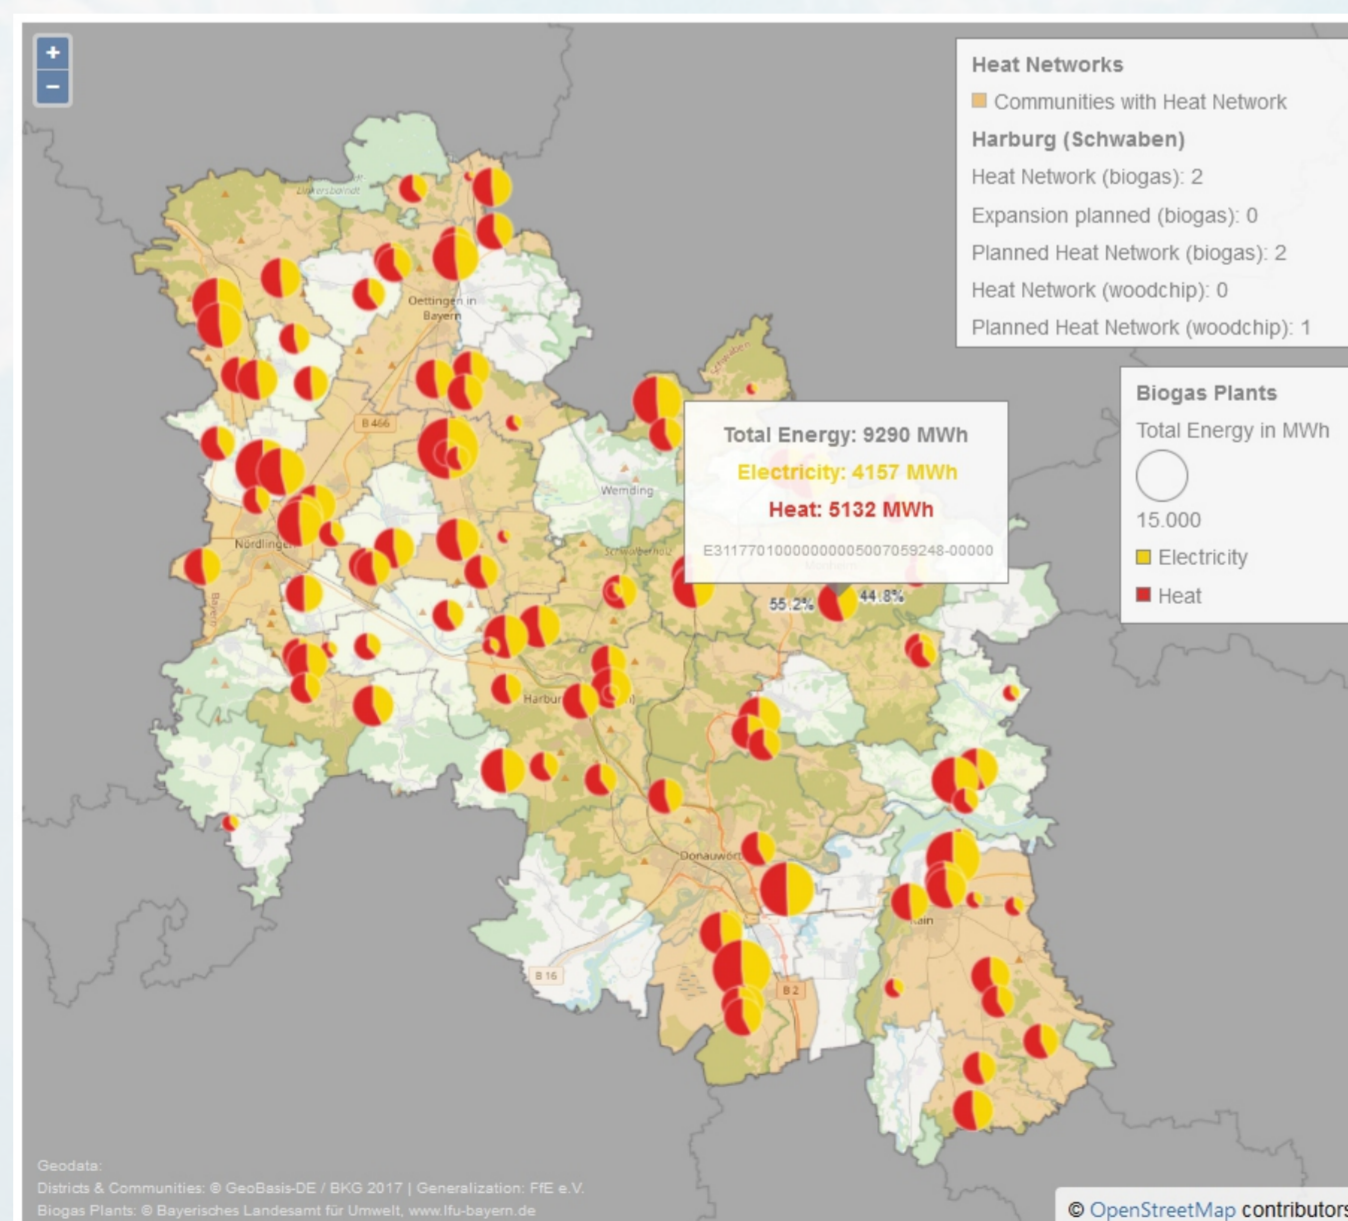 +
−
Heat Networks
Communities with Heat Network
Harburg (Schwaben)
Heat Network (biogas): 2
Expansion planned (biogas): 0
Planned Heat Network (biogas): 2
Heat Network (woodchip): 0
Planned Heat Network (woodchip): 1
Oettingen in
Bayern
Schwaben
Biogas Plants
Total Energy in MWh
15.000
Electricity
Heat
B 466
Total Energy: 9290 MWh
Electricity: 4157 MWh
Heat: 5132 MWh
E31177010000000005007059248-00000
Wemding
Nördlingen
55.2%
44.8%
Bayern
Donauwört
B 16
B 2
Geodata:
Districts & Communities: © GeoBasis-DE / BKG 2017 | Generalization: FfE e.V.
Biogas Plants: © Bayerisches Landesamt für Umwelt, www.lfu-bayern.de
© OpenStreetMap contributors